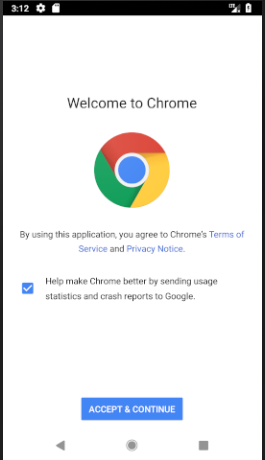 3:12
Welcome to Chrome
By using this application, you agree to Chrome's Terms of
Service and Privacy Notice.
Help make Chrome better by sending usage
statistics and crash reports to Google.
ACCEPT & CONTINUE